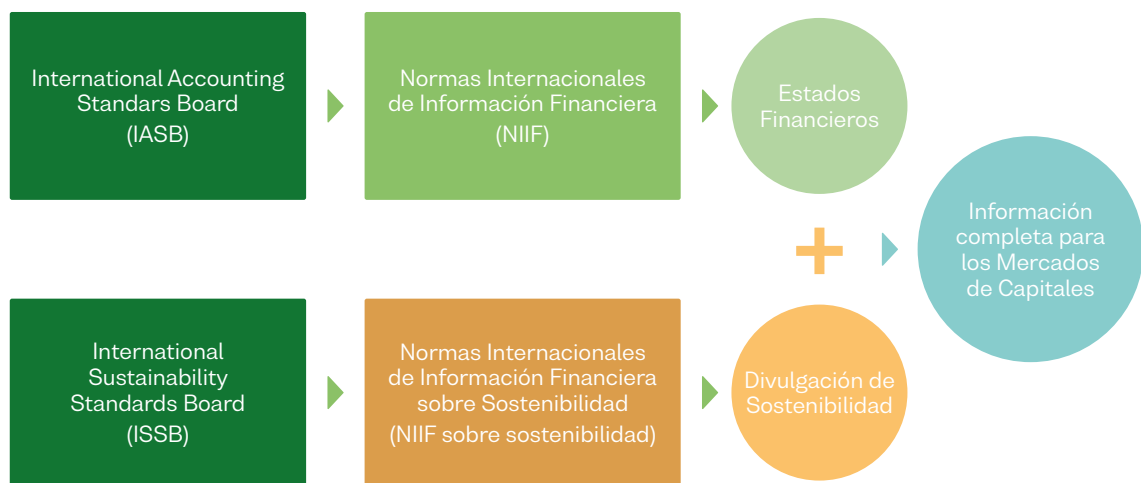 International Accounting
Standars Board
(IASB)
Normas Internacionales
de Información Financiera
(NIIF)
Estados
Financieros
+
Información
completa para
los Mercados
de Capitales
International
Sustainability
Standards Board
(ISSB)
Normas Internacionales
de Información Financiera
sobre Sostenibilidad
(NIIF sobre sostenibilidad)
Divulgación de
Sostenibilidad